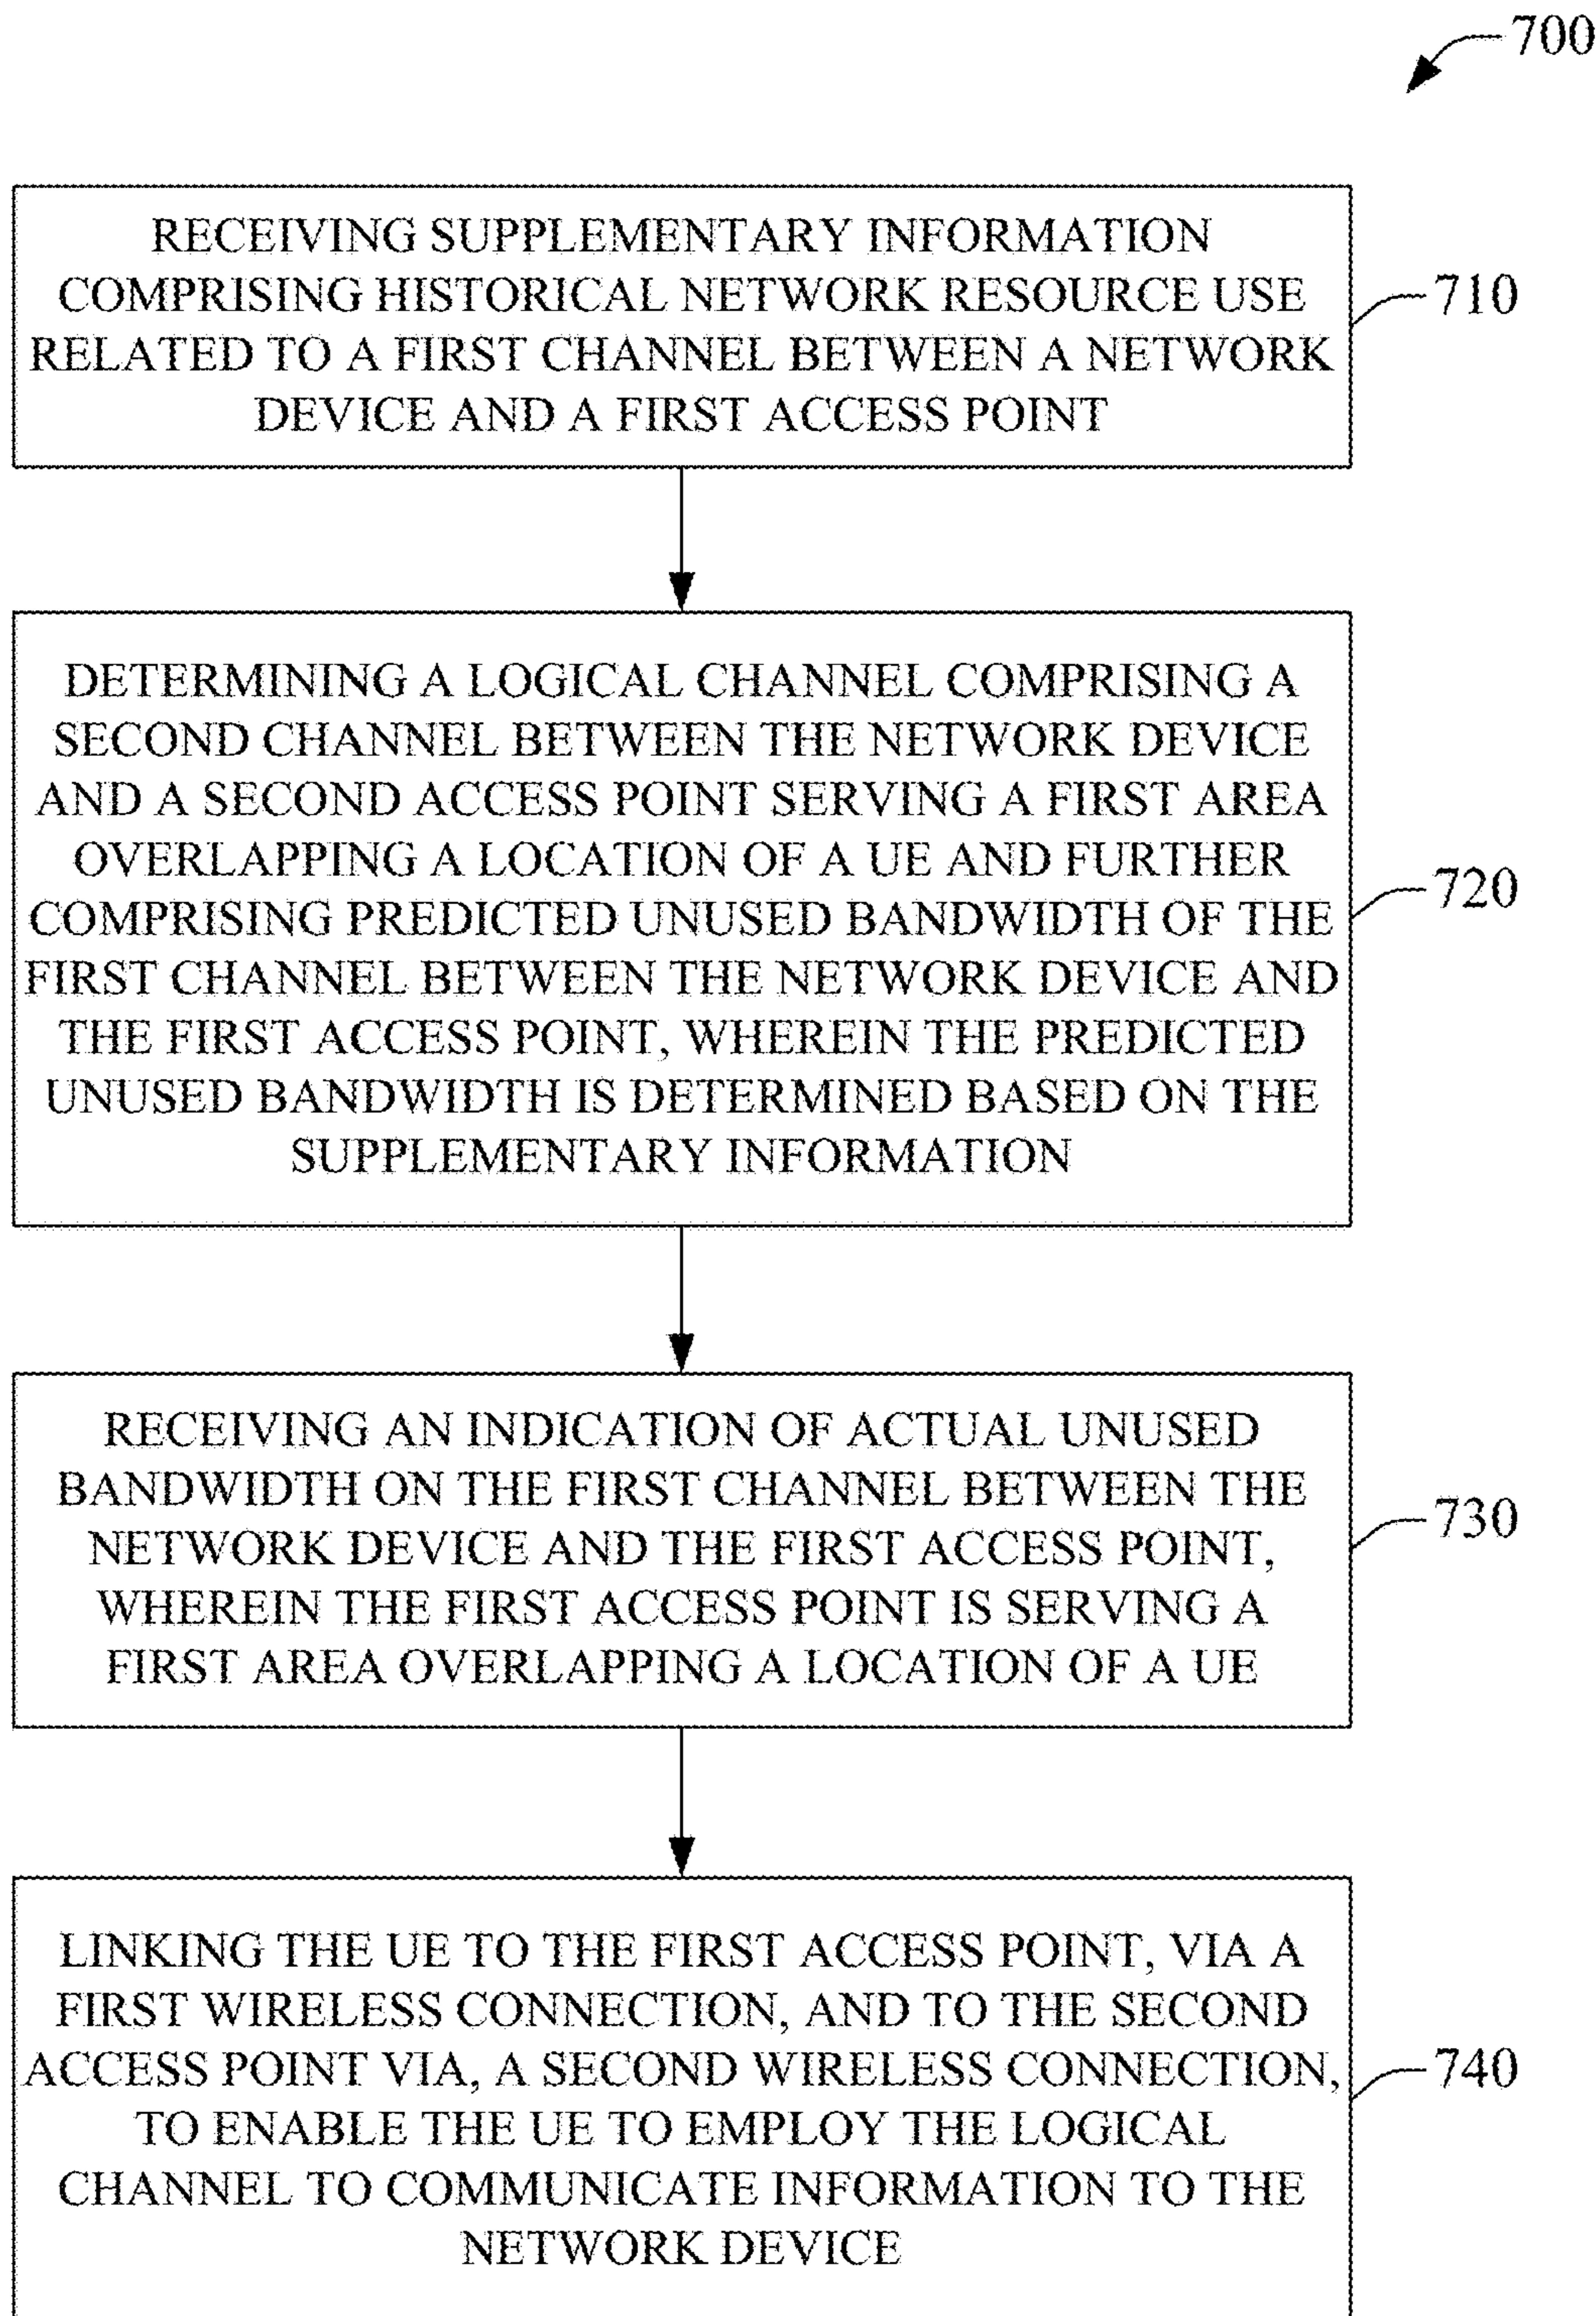 700
RECEIVING SUPPLEMENTARY INFORMATION
COMPRISING HISTORICAL NETWORK RESOURCE USE
RELATED TO A FIRST CHANNEL BETWEEN A NETWORK
DEVICE AND A FIRST ACCESS POINT
710
DETERMINING A LOGICAL CHANNEL COMPRISING A
SECOND CHANNEL BETWEEN THE NETWORK DEVICE
AND A SECOND ACCESS POINT SERVING A FIRST AREA
OVERLAPPING A LOCATION OF A UE AND FURTHER
COMPRISING PREDICTED UNUSED BANDWIDTH OF THE
FIRST CHANNEL BETWEEN THE NETWORK DEVICE AND
THE FIRST ACCESS POINT, WHEREIN THE PREDICTED
UNUSED BANDWIDTH IS DETERMINED BASED ON THE
SUPPLEMENTARY INFORMATION
720
RECEIVING AN INDICATION OF ACTUAL UNUSED
BANDWIDTH ON THE FIRST CHANNEL BETWEEN THE
NETWORK DEVICE AND THE FIRST ACCESS POINT,
WHEREIN THE FIRST ACCESS POINT IS SERVING A
FIRST AREA OVERLAPPING A LOCATION OF A UE
730
LINKING THE UE TO THE FIRST ACCESS POINT, VIA A
FIRST WIRELESS CONNECTION, AND TO THE SECOND
ACCESS POINT VIA, A SECOND WIRELESS CONNECTION,
TO ENABLE THE UE TO EMPLOY THE LOGICAL
CHANNEL TO COMMUNICATE INFORMATION TO THE
NETWORK DEVICE
740